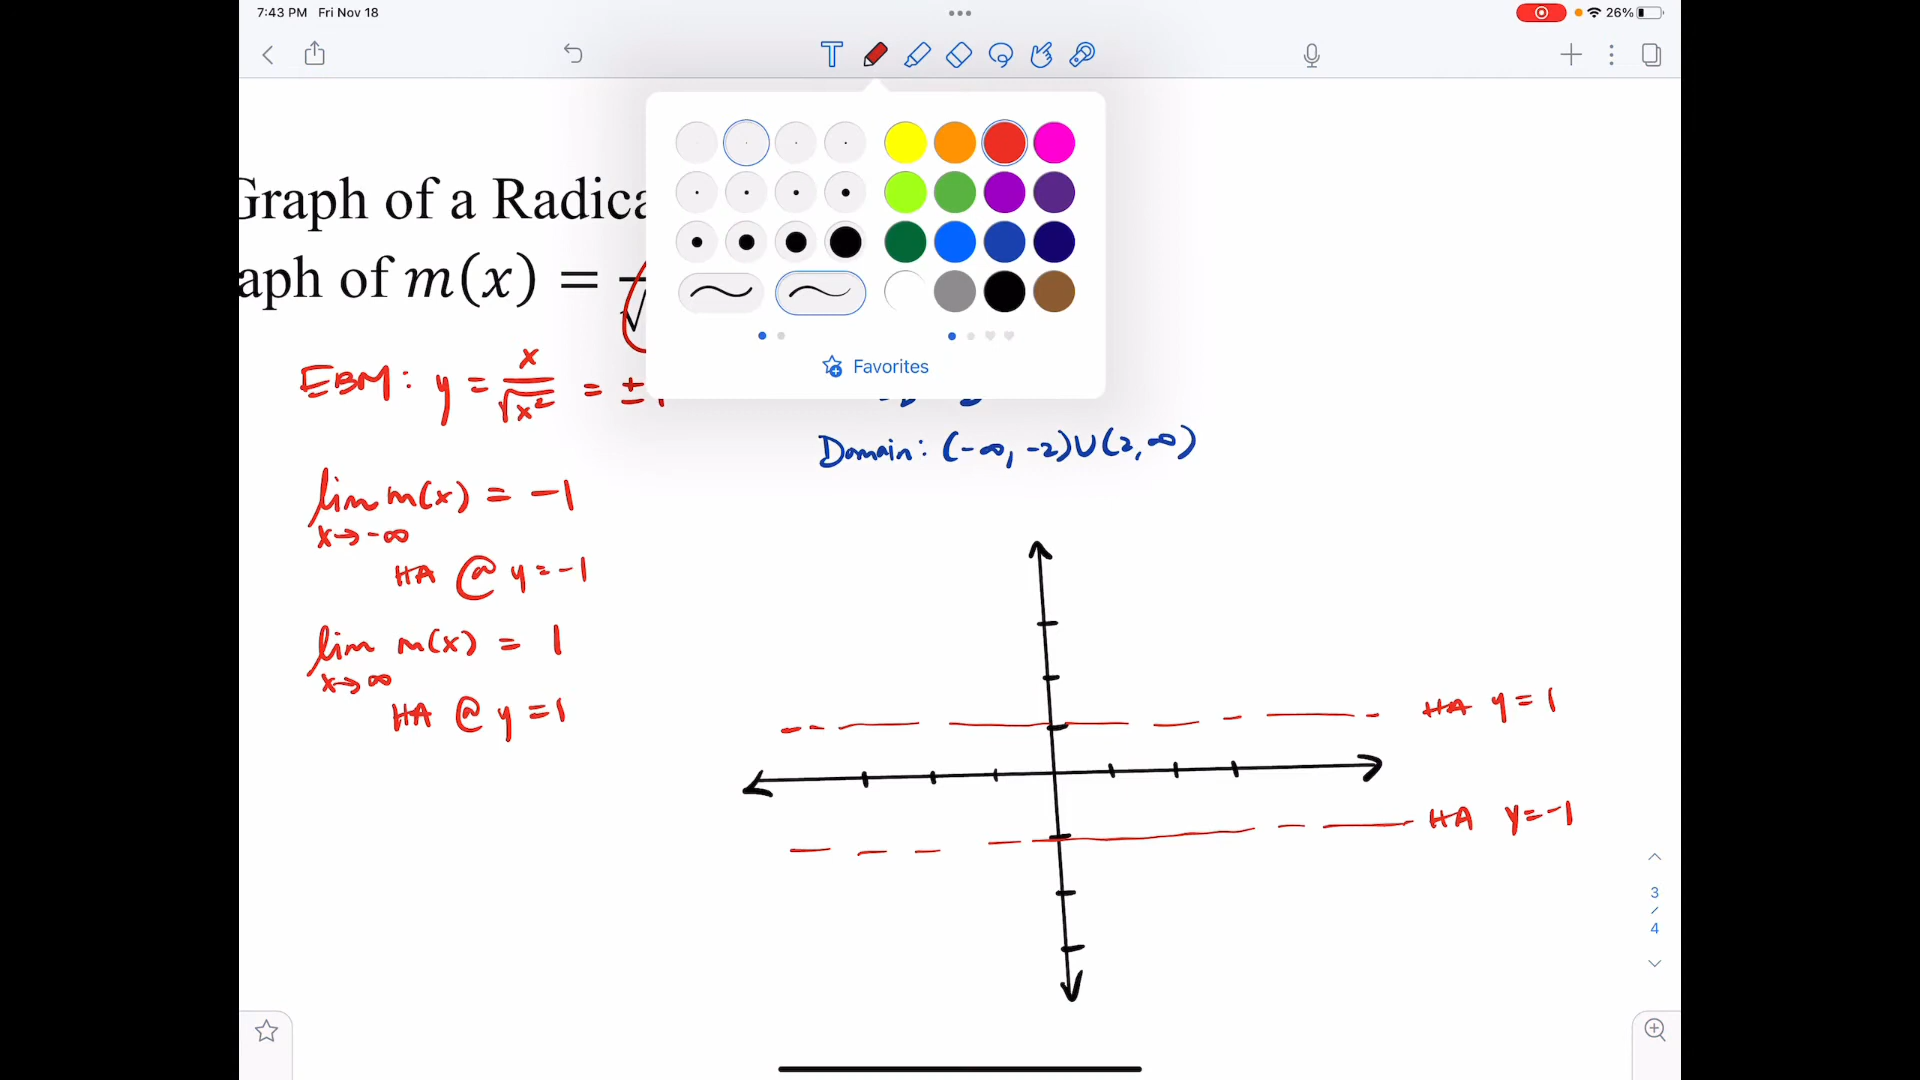 7:43 PM Fri Nov 18
26%
T
Graph of a Radica
aph of m(x) =
Favorites
EBM: y = x/√x² = ±1
Domain: (-∞, -2)∪(2, ∞)
lim m(x) = -1
x→-∞
HA @ y=-1
lim m(x) = 1
x→∞
HA @ y=1
HA y=1
HA y=-1
3
/
4